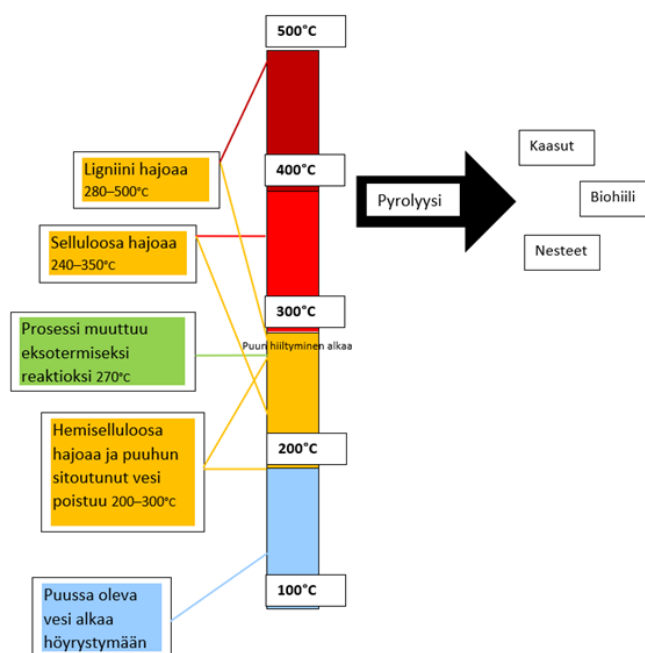 500°C
400°C
Kaasut
Ligniini hajoaa
280–500°C
Pyrolyysi
Biohiili
Selluloosa hajoaa
240–350°C
Nesteet
300°C
Prosessi muuttuu
eksotermiseksi
reaktioksi 270°C
Puun hiiltyminen alkaa
Hemiselluloosa
hajoaa ja puuhun
sitoutunut vesi
poistuu 200–300°C
200°C
100°C
Puussa oleva
vesi alkaa
höyrystymään